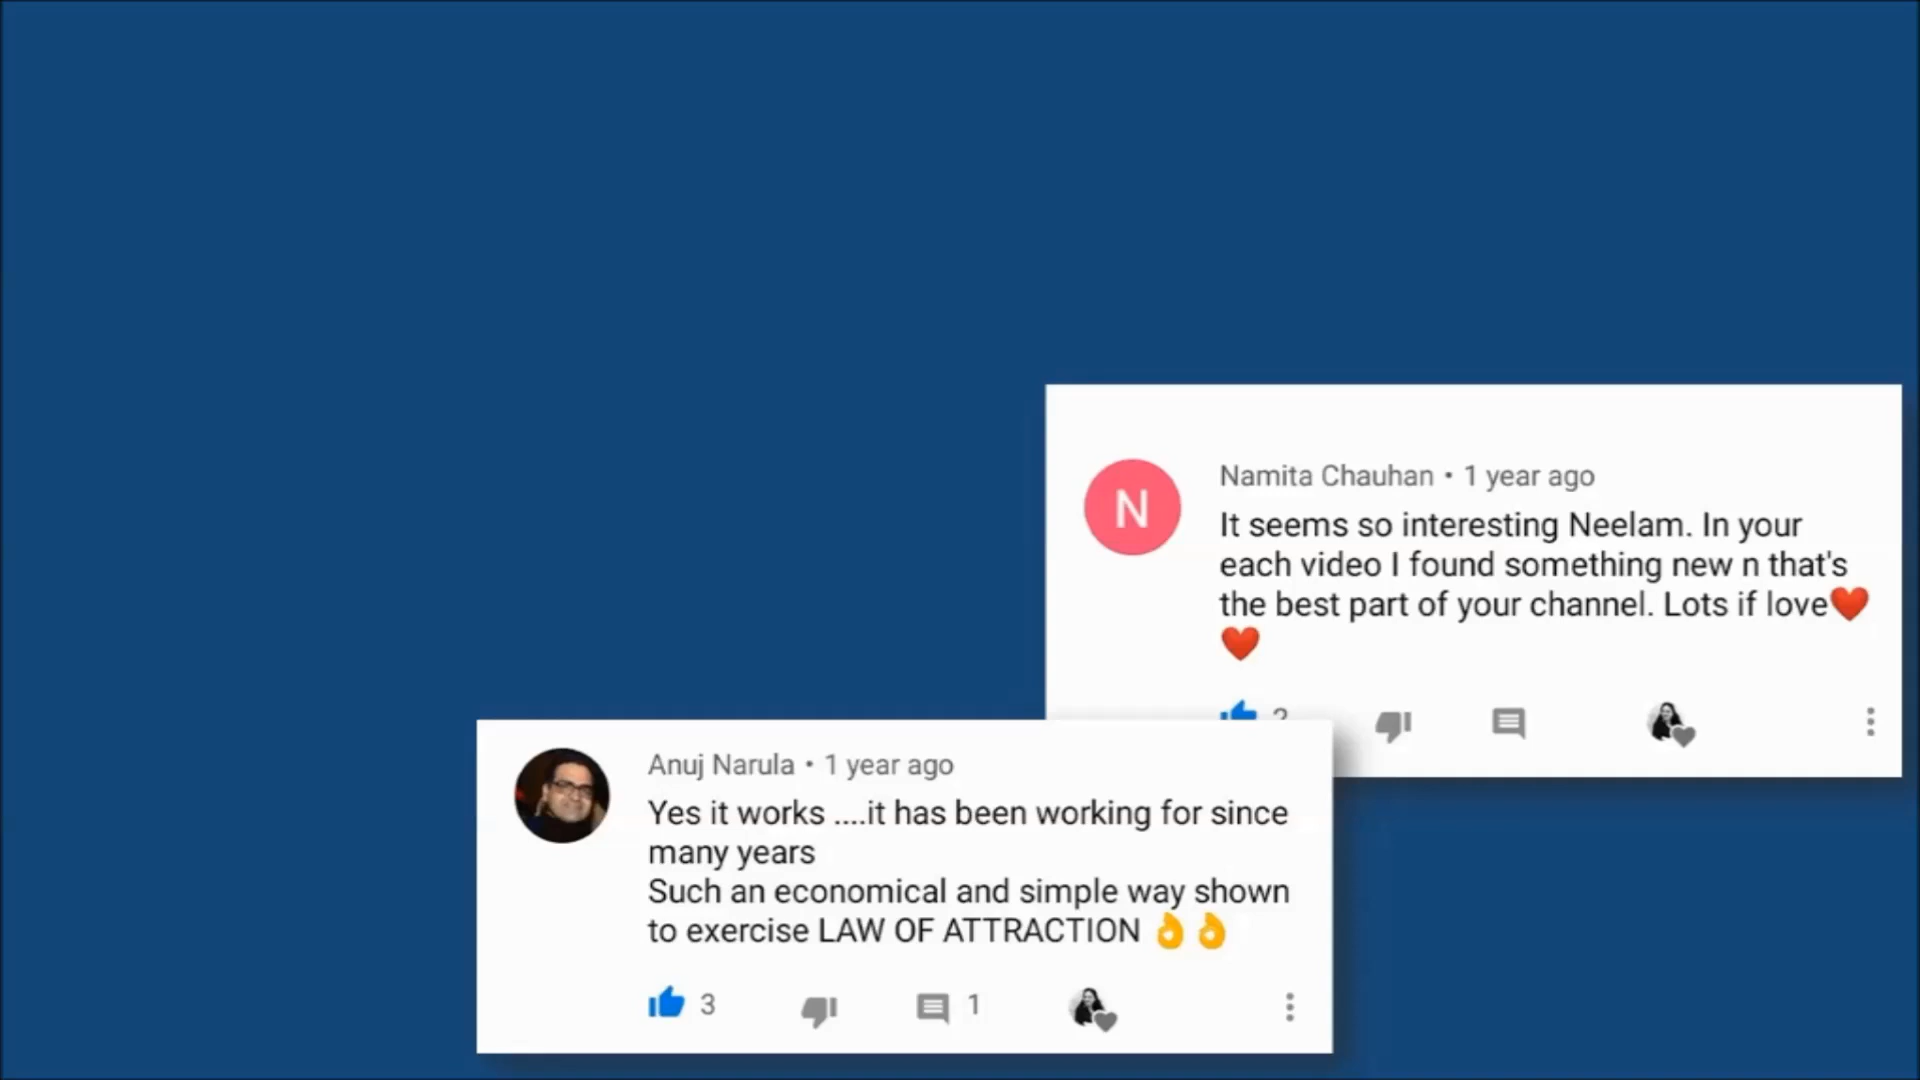 N
Namita Chauhan • 1 year ago
It seems so interesting Neelam. In your
each video I found something new n that's
the best part of your channel. Lots if love❤️
❤️
Anuj Narula • 1 year ago
Yes it works ....it has been working for since
many years
Such an economical and simple way shown
to exercise LAW OF ATTRACTION 👌👌
3
1